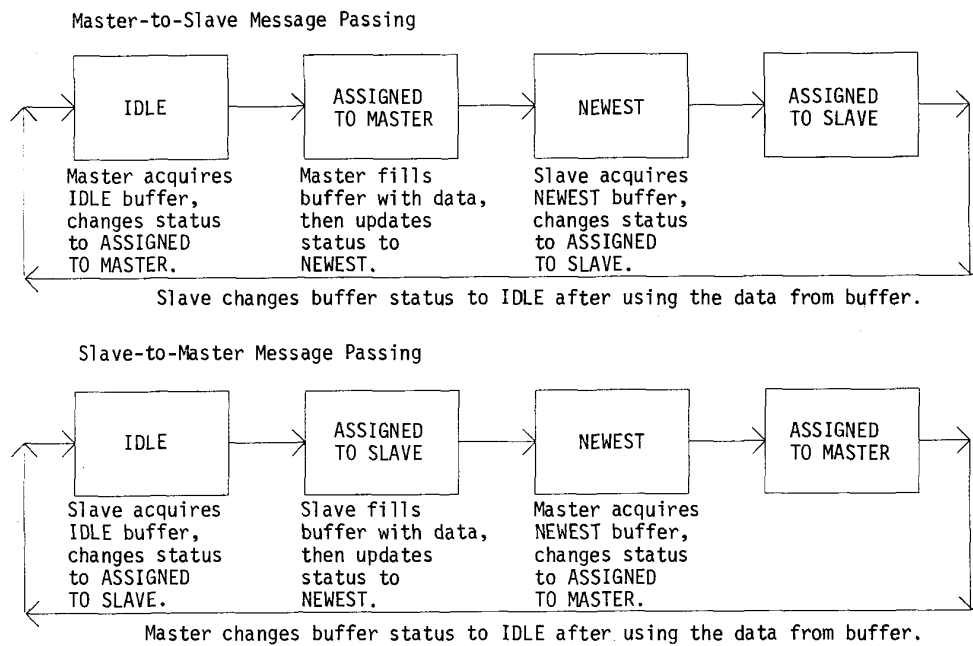 Master-to-Slave Message Passing
IDLE
ASSIGNED
TO MASTER
NEWEST
ASSIGNED
TO SLAVE
Master acquires
IDLE buffer,
changes status
to ASSIGNED
TO MASTER.
Master fills
buffer with data,
then updates
status to
NEWEST.
Slave acquires
NEWEST buffer,
changes status
to ASSIGNED
TO SLAVE.
Slave changes buffer status to IDLE after using the data from buffer.
Slave-to-Master Message Passing
IDLE
ASSIGNED
TO SLAVE
NEWEST
ASSIGNED
TO MASTER
Slave acquires
IDLE buffer,
changes status
to ASSIGNED
TO SLAVE.
Slave fills
buffer with data,
then updates
status to
NEWEST.
Master acquires
NEWEST buffer,
changes status
to ASSIGNED
TO MASTER.
Master changes buffer status to IDLE after using the data from buffer.